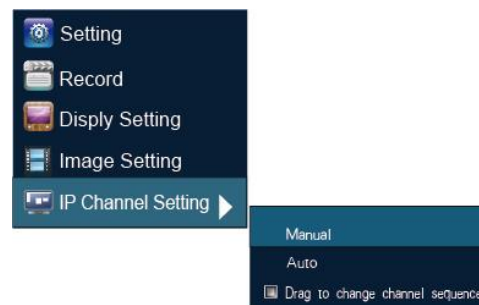 Setting
Record
Disply Setting
Image Setting
IP Channel Setting
Manual
Auto
Drag to change channel sequence